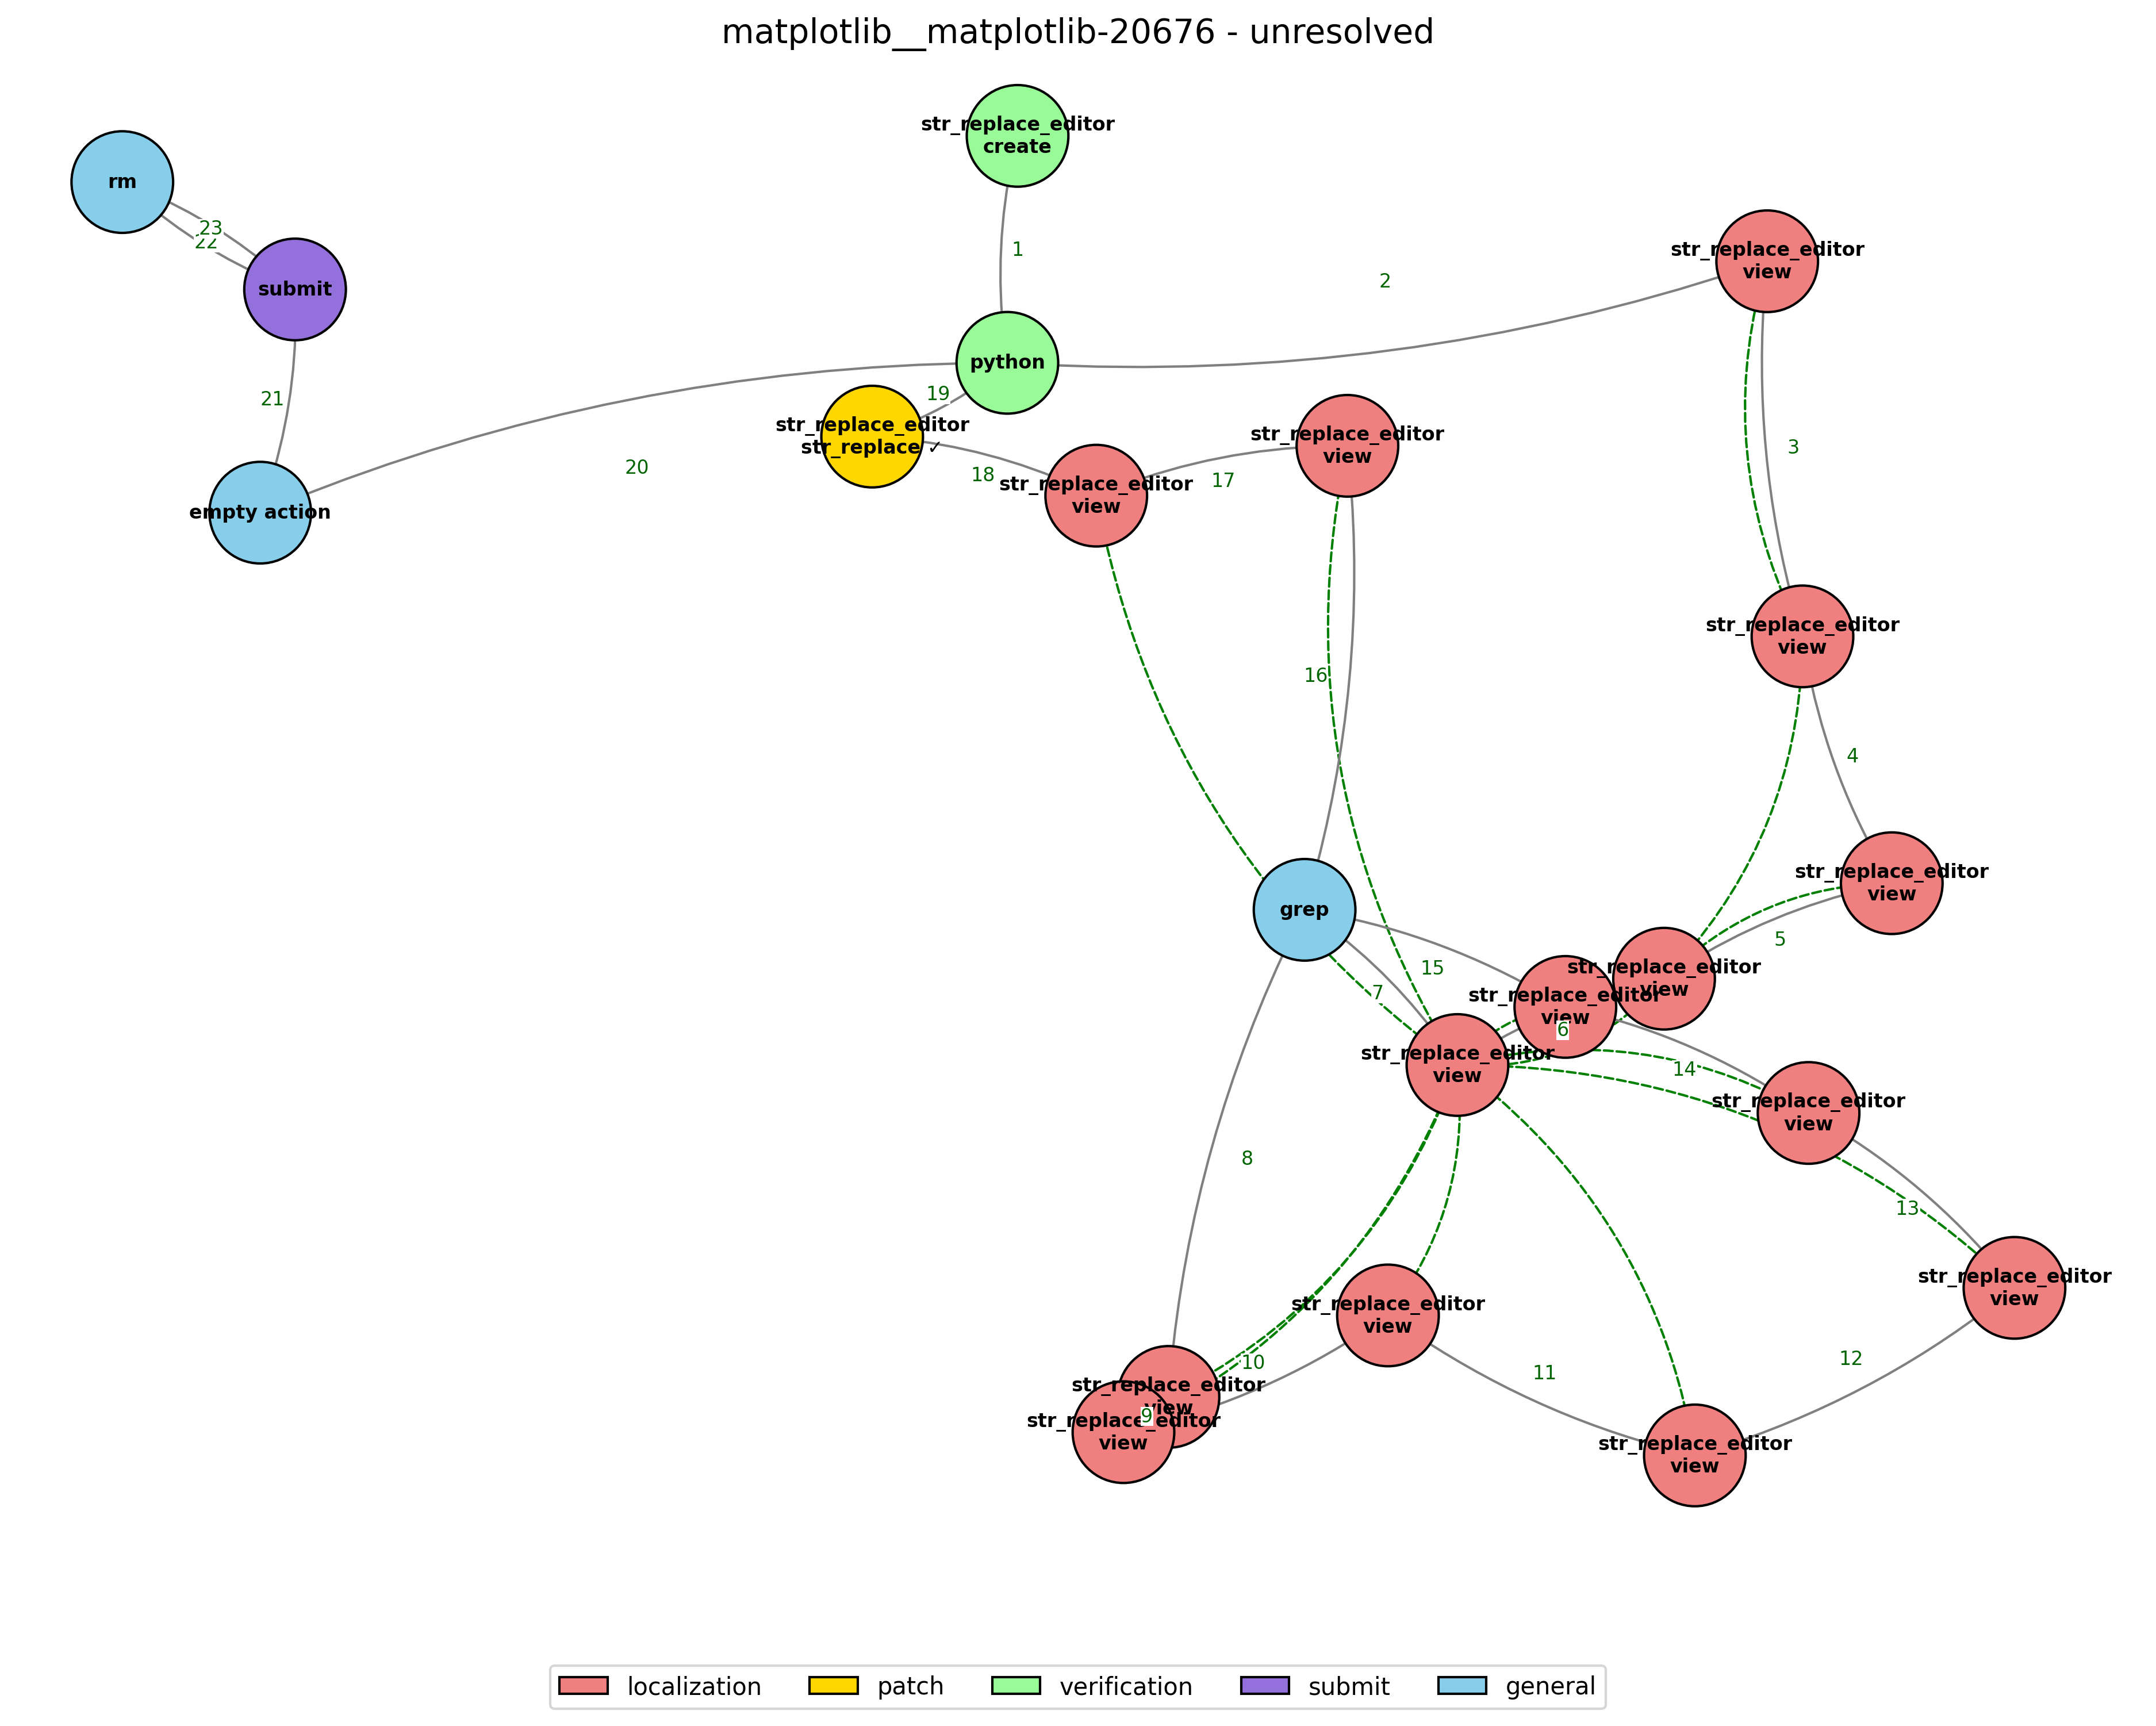 matplotlib__matplotlib-20676 - unresolved
str_replace_editor
create
rm
23
22
submit
1
2
str_replace_editor
view
python
21
19
str_replace_editor
str_replace ✓
str_replace_editor
view
3
20
18
str_replace_editor
view
17
empty action
str_replace_editor
view
16
4
str_replace_editor
view
grep
5
str_replace_editor
view
15
7
str_replace_editor
view
6
str_replace_editor
view
14
str_replace_editor
view
8
13
str_replace_editor
view
str_replace_editor
view
10
11
12
str_replace_editor
view
9
str_replace_editor
view
str_replace_editor
view
localization
patch
verification
submit
general